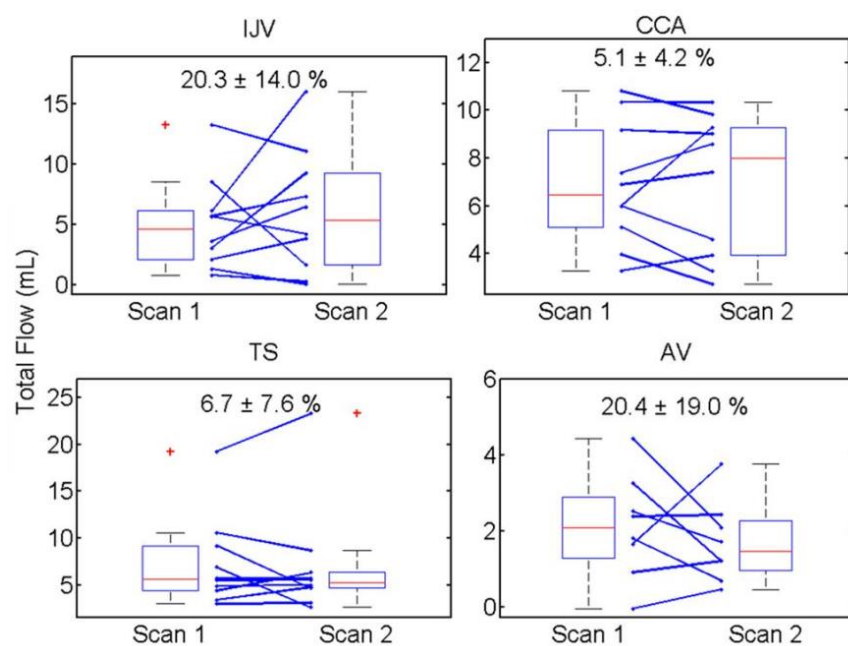 IJV
20.3 ± 14.0 %
15
10
5
0
Scan 1 Scan 2
CCA
5.1 ± 4.2 %
12
10
8
6
4
Scan 1 Scan 2
Total Flow (mL)
TS
6.7 ± 7.6 %
25
20
15
10
5
Scan 1 Scan 2
AV
20.4 ± 19.0 %
6
4
2
0
Scan 1 Scan 2